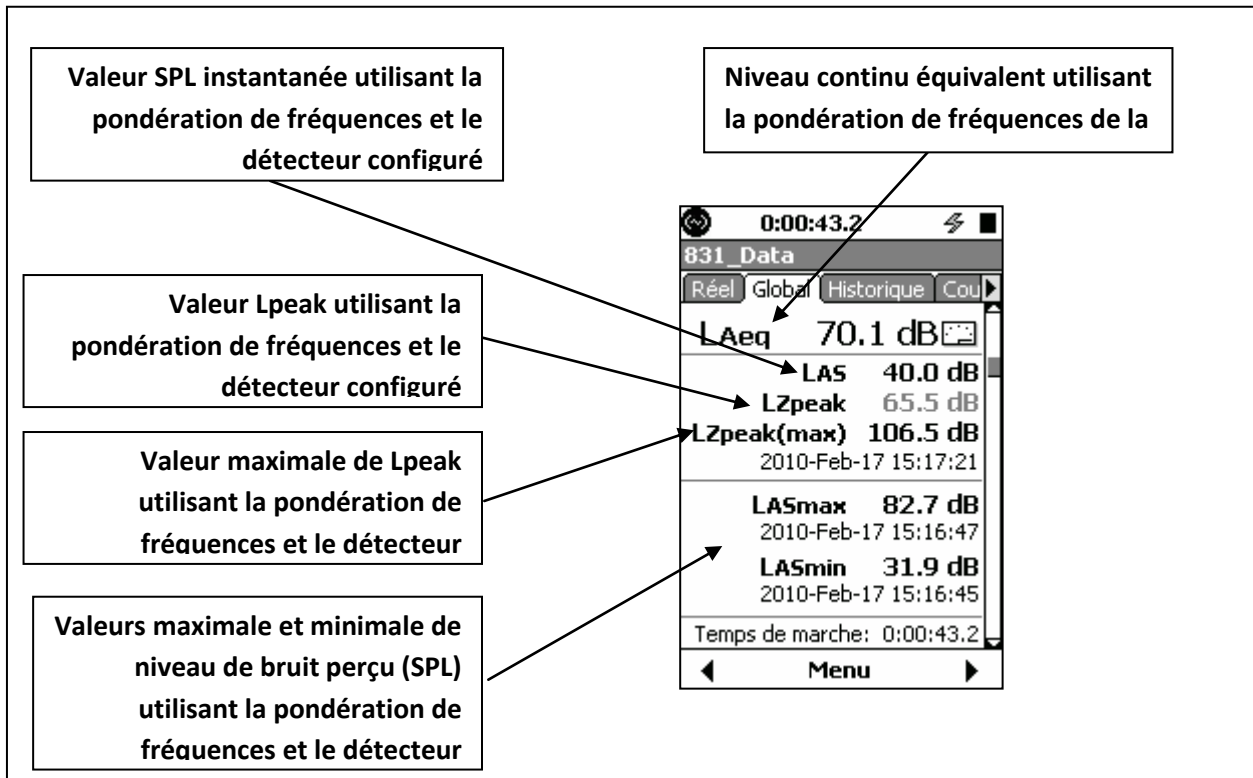 Valeur SPL instantanée utilisant la
pondération de fréquences et le
détecteur configuré
Niveau continu équivalent utilisant
la pondération de fréquences de la
Valeur Lpeak utilisant la
pondération de fréquences et le
détecteur configuré
Valeur maximale de Lpeak
utilisant la pondération de
fréquences et le détecteur
Valeurs maximale et minimale de
niveau de bruit perçu (SPL)
utilisant la pondération de
fréquences et le détecteur
0:00:43.2
831_Data
Réel Global Historique Cou
LAeq 70.1 dB
LAS 40.0 dB
LZpeak 65.5 dB
LZpeak(max) 106.5 dB
2010-Feb-17 15:17:21
LASmax 82.7 dB
2010-Feb-17 15:16:47
LASmin 31.9 dB
2010-Feb-17 15:16:45
Temps de marche: 0:00:43.2
Menu